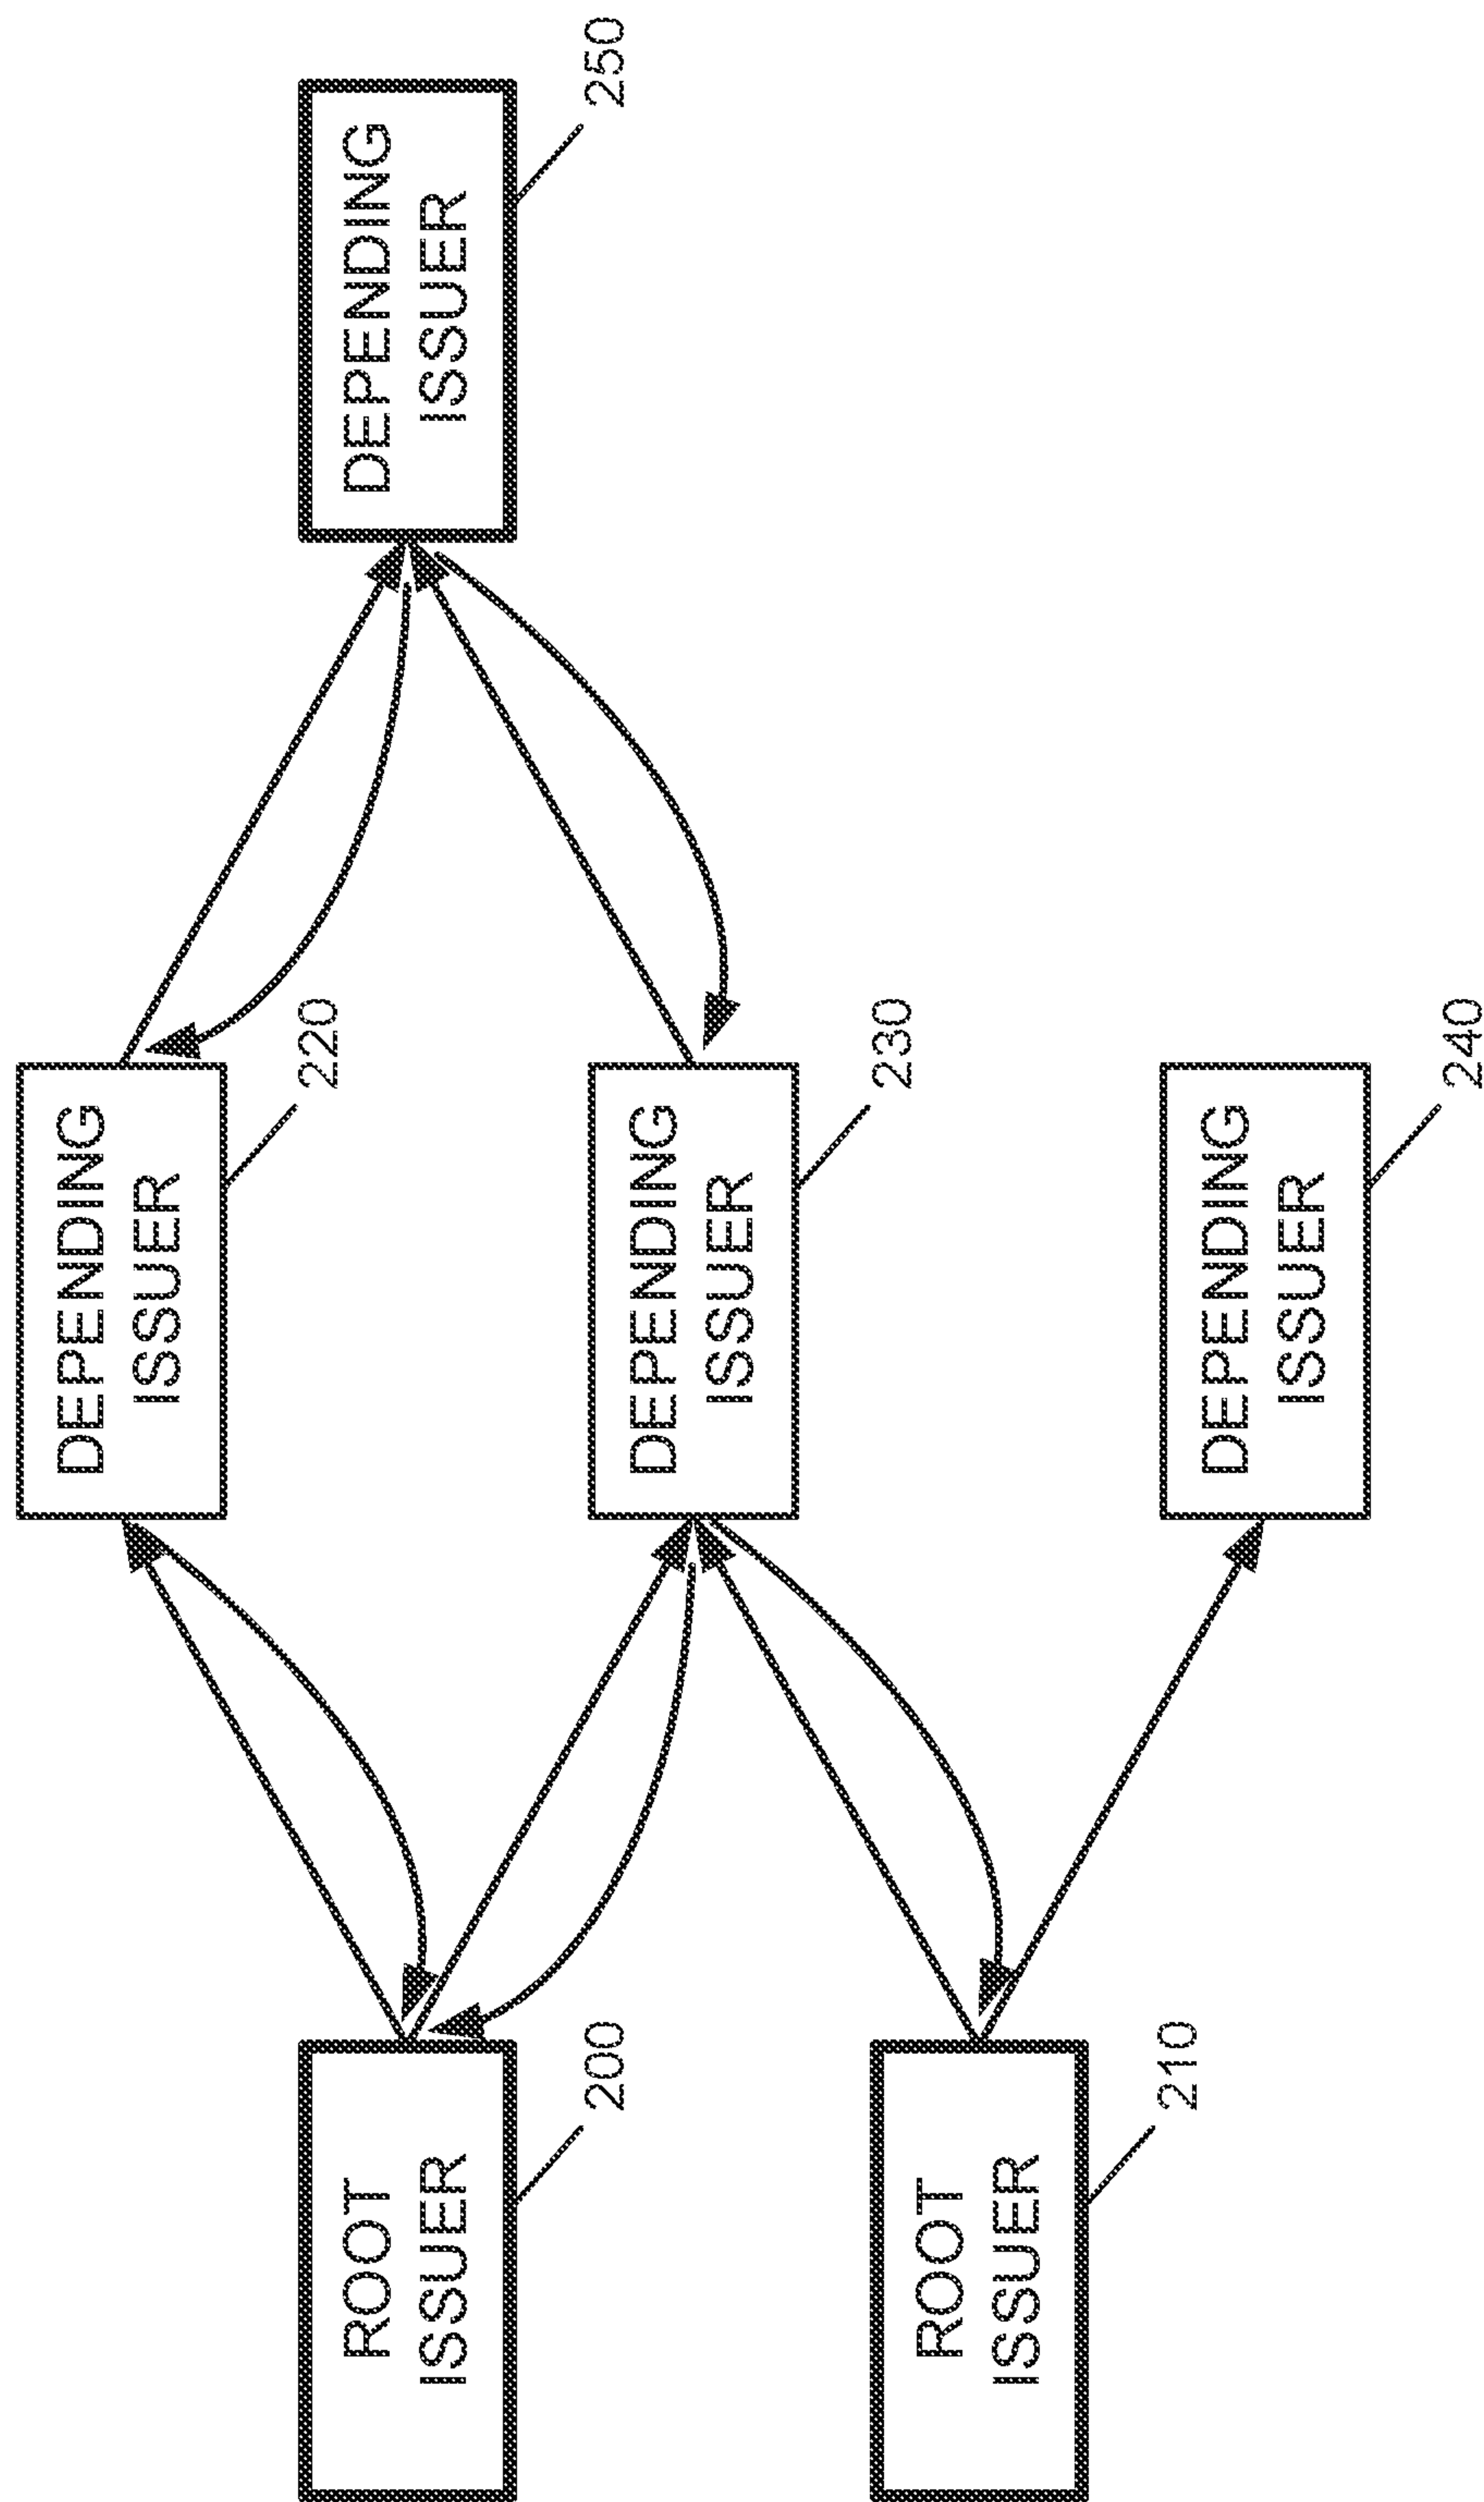 ROOT
ISSUER
200
ROOT
ISSUER
210
DEPENDING
ISSUER
220
DEPENDING
ISSUER
230
DEPENDING
ISSUER
240
DEPENDING
ISSUER
250